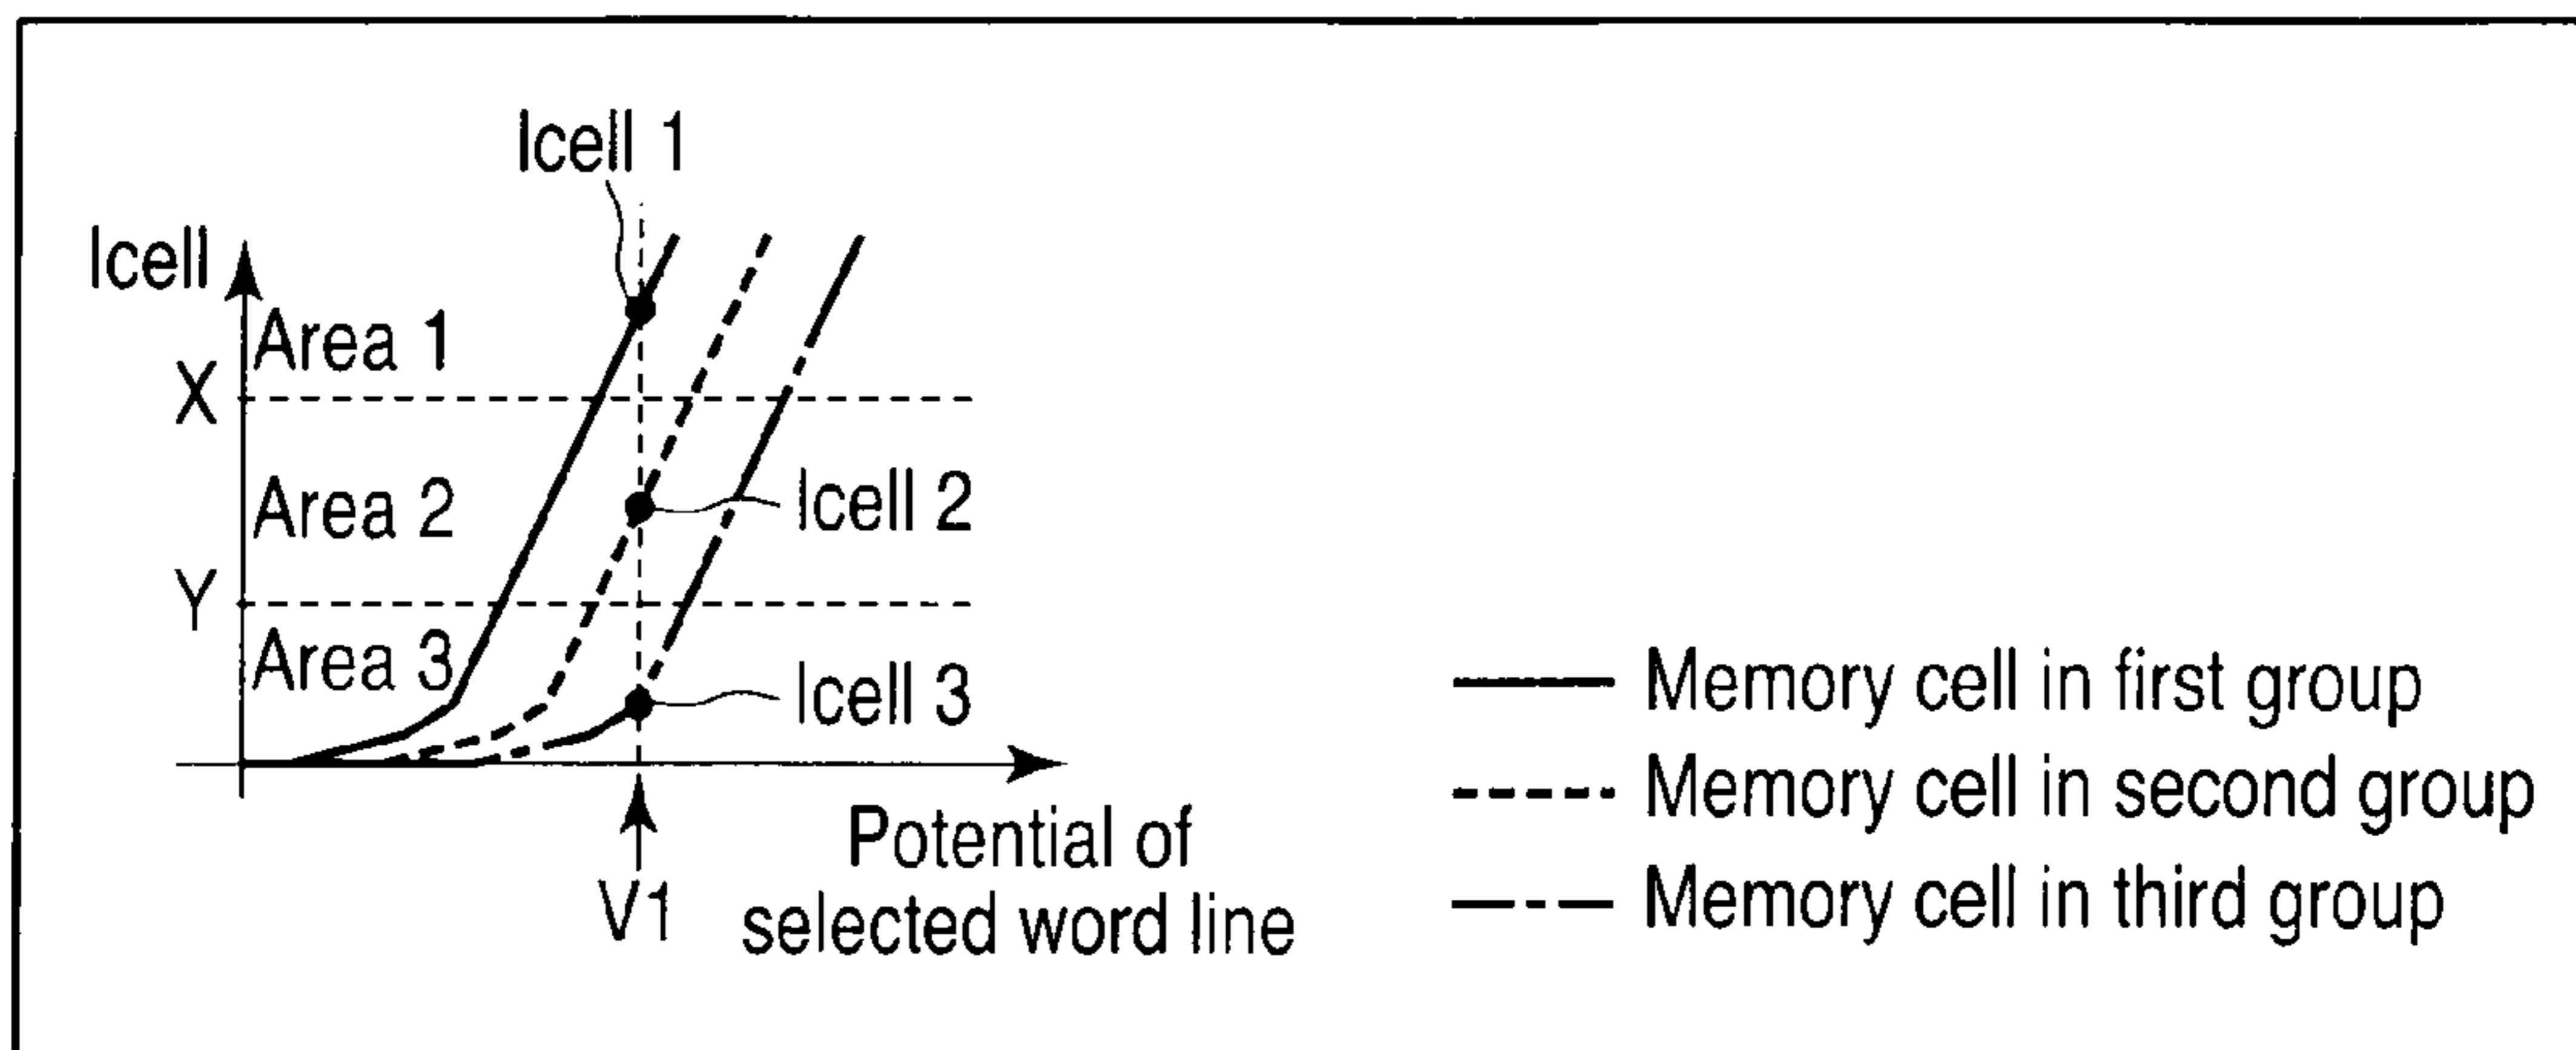 Icell 1
Icell
Area 1
X
Area 2
Icell 2
Y
Area 3
Icell 3
Potential of
selected word line
V1
Memory cell in first group
Memory cell in second group
Memory cell in third group